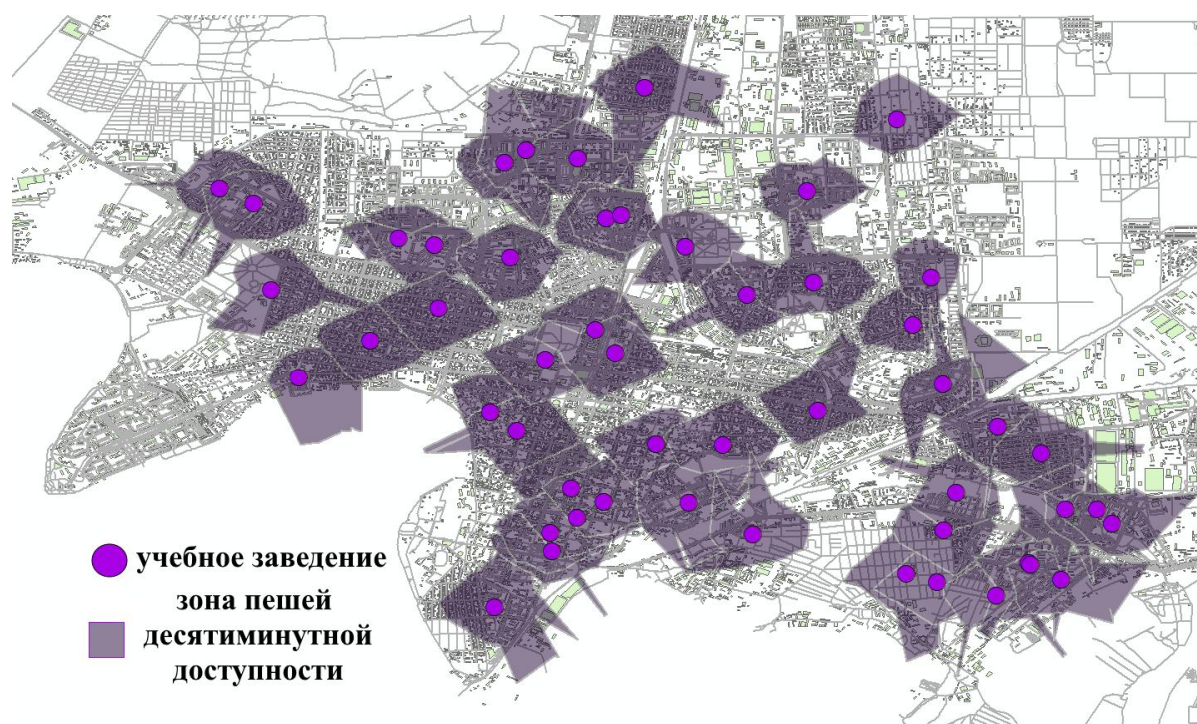 учебное заведение
зона пешей
десятиминутной
доступности